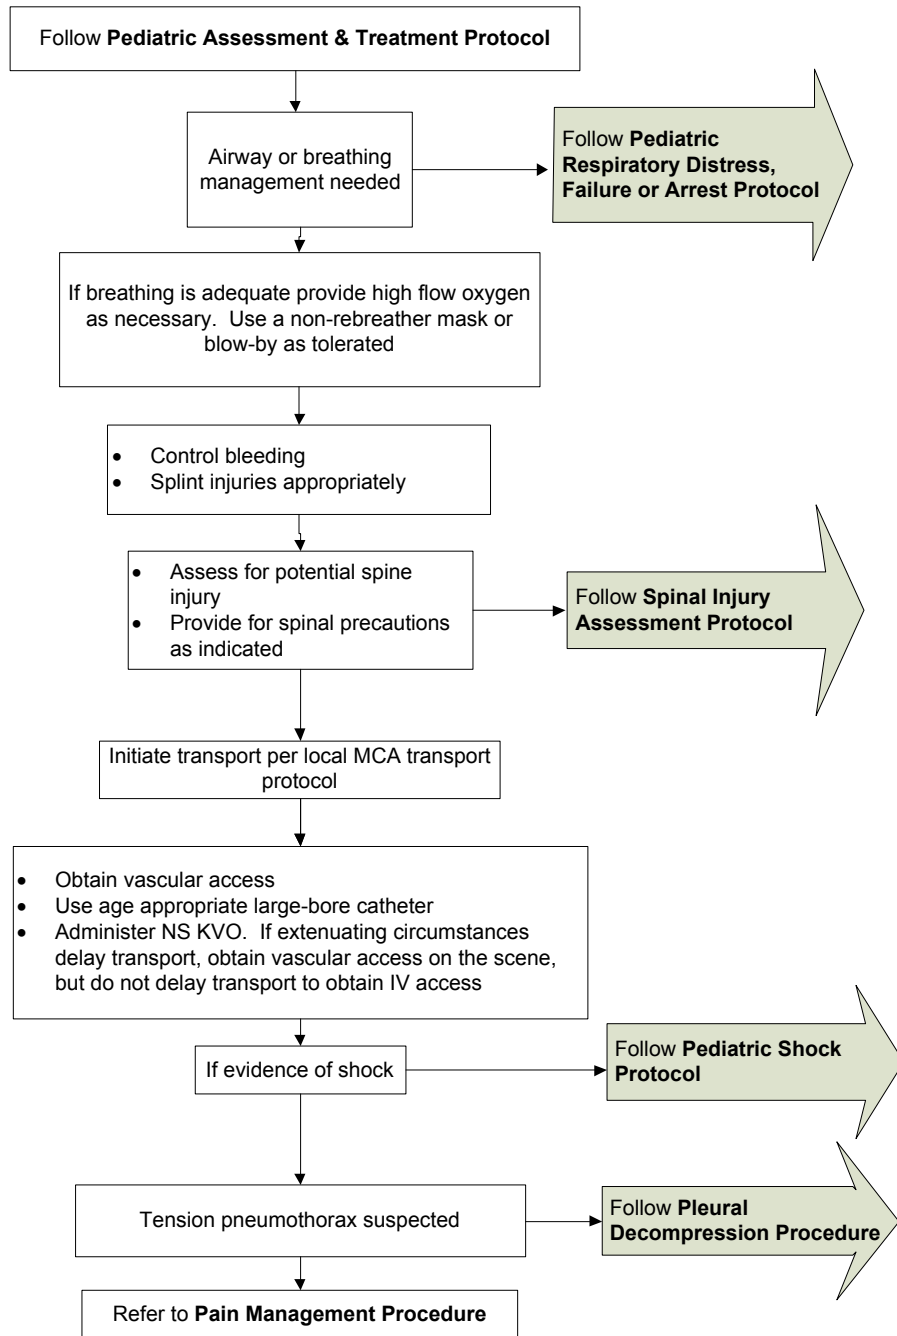 Follow Pediatric Assessment & Treatment Protocol
Airway or breathing
management needed
Follow Pediatric
Respiratory Distress,
Failure or Arrest Protocol
If breathing is adequate provide high flow oxygen
as necessary. Use a non-rebreather mask or
blow-by as tolerated
• Control bleeding
• Splint injuries appropriately
• Assess for potential spine
injury
• Provide for spinal precautions
as indicated
Follow Spinal Injury
Assessment Protocol
Initiate transport per local MCA transport
protocol
• Obtain vascular access
• Use age appropriate large-bore catheter
• Administer NS KVO. If extenuating circumstances
delay transport, obtain vascular access on the scene,
but do not delay transport to obtain IV access
If evidence of shock
Follow Pediatric Shock
Protocol
Tension pneumothorax suspected
Follow Pleural
Decompression Procedure
Refer to Pain Management Procedure